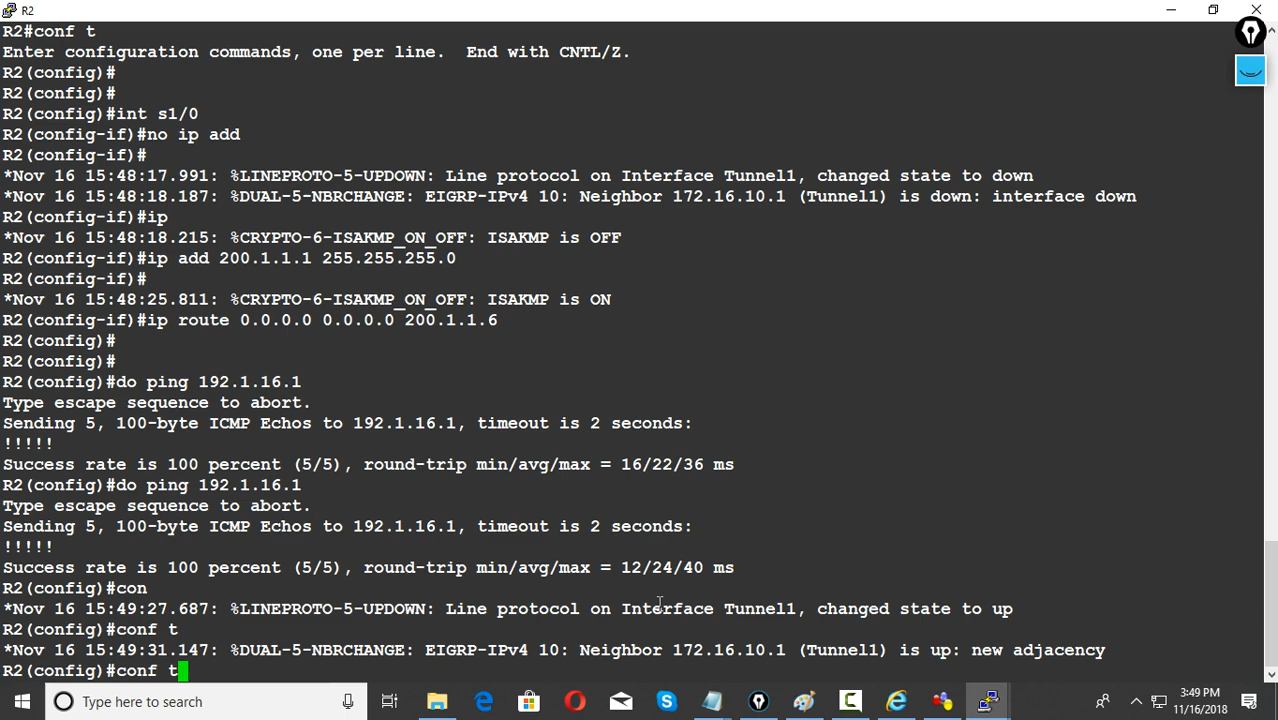 R2
R2#conf t
Enter configuration commands, one per line.  End with CNTL/Z.
R2(config)#
R2(config)#
R2(config)#int s1/0
R2(config-if)#no ip add
R2(config-if)#
*Nov 16 15:48:17.991: %LINEPROTO-5-UPDOWN: Line protocol on Interface Tunnel1, changed state to down
*Nov 16 15:48:18.187: %DUAL-5-NBRCHANGE: EIGRP-IPv4 10: Neighbor 172.16.10.1 (Tunnel1) is down: interface down
R2(config-if)#ip
*Nov 16 15:48:18.215: %CRYPTO-6-ISAKMP_ON_OFF: ISAKMP is OFF
R2(config-if)#ip add 200.1.1.1 255.255.255.0
R2(config-if)#
*Nov 16 15:48:25.811: %CRYPTO-6-ISAKMP_ON_OFF: ISAKMP is ON
R2(config-if)#ip route 0.0.0.0 0.0.0.0 200.1.1.6
R2(config)#
R2(config)#
R2(config)#do ping 192.1.16.1
Type escape sequence to abort.
Sending 5, 100-byte ICMP Echos to 192.1.16.1, timeout is 2 seconds:
!!!!!
Success rate is 100 percent (5/5), round-trip min/avg/max = 16/22/36 ms
R2(config)#do ping 192.1.16.1
Type escape sequence to abort.
Sending 5, 100-byte ICMP Echos to 192.1.16.1, timeout is 2 seconds:
!!!!!
Success rate is 100 percent (5/5), round-trip min/avg/max = 12/24/40 ms
R2(config)#con
*Nov 16 15:49:27.687: %LINEPROTO-5-UPDOWN: Line protocol on Interface Tunnel1, changed state to up
R2(config)#conf t
*Nov 16 15:49:31.147: %DUAL-5-NBRCHANGE: EIGRP-IPv4 10: Neighbor 172.16.10.1 (Tunnel1) is up: new adjacency
R2(config)#conf t
Type here to search
3:49 PM
11/16/2018